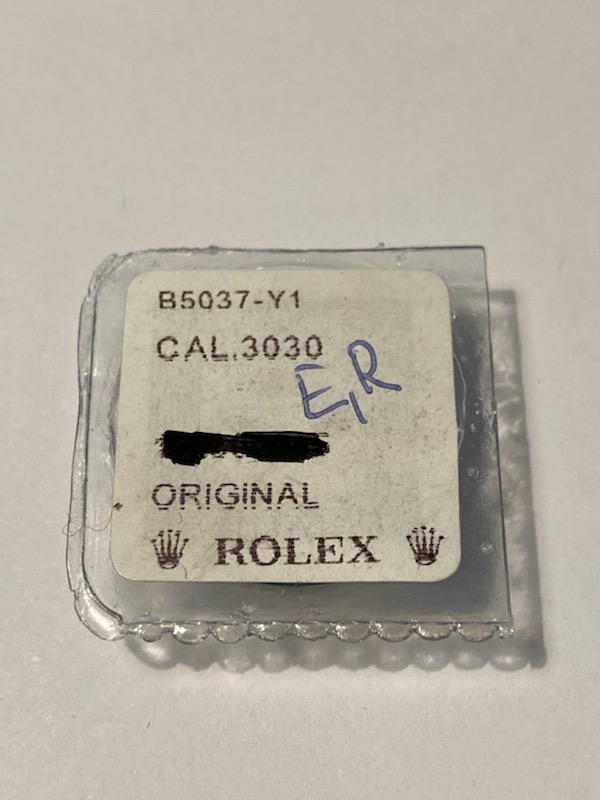 B5037-Y1
CAL.3030
E,R
ORIGINAL
ROLEX